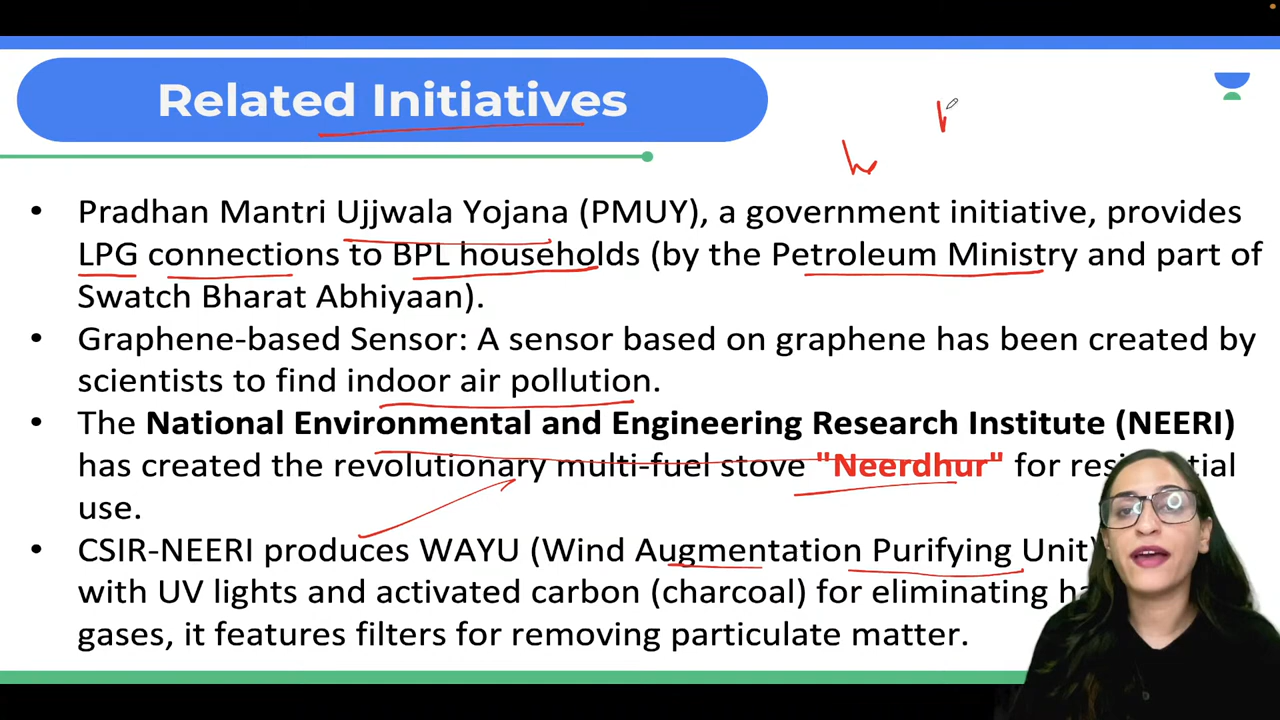 Related Initiatives
• Pradhan Mantri Ujjwala Yojana (PMUY), a government initiative, provides
LPG connections to BPL households (by the Petroleum Ministry and part of
Swatch Bharat Abhiyaan).
• Graphene-based Sensor: A sensor based on graphene has been created by
scientists to find indoor air pollution.
• The National Environmental and Engineering Research Institute (NEERI)
has created the revolutionary multi-fuel stove "Neerdhur" for
use.
• CSIR-NEERI produces WAYU (Wind Augmentation Purifying Unit)
with UV lights and activated carbon (charcoal) for eliminating
gases, it features filters for removing particulate matter.